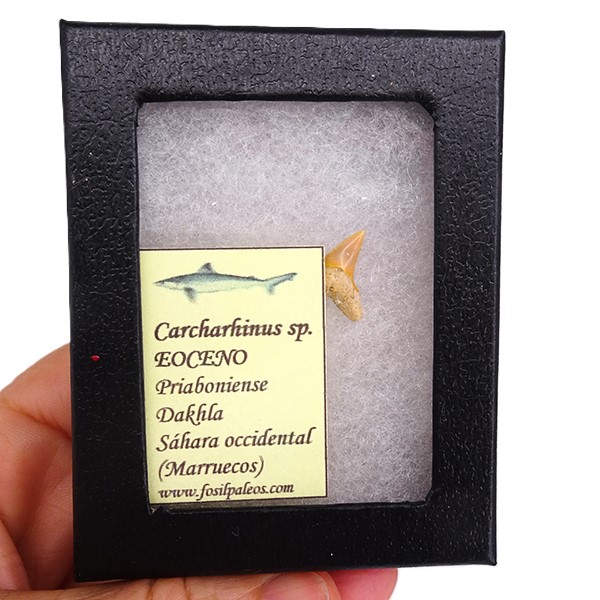 Carcharhinus sp.
EOCENO
Priaboniense
Dakhla
Sáhara occidental
(Marruecos)
www.fosilpaleos.com